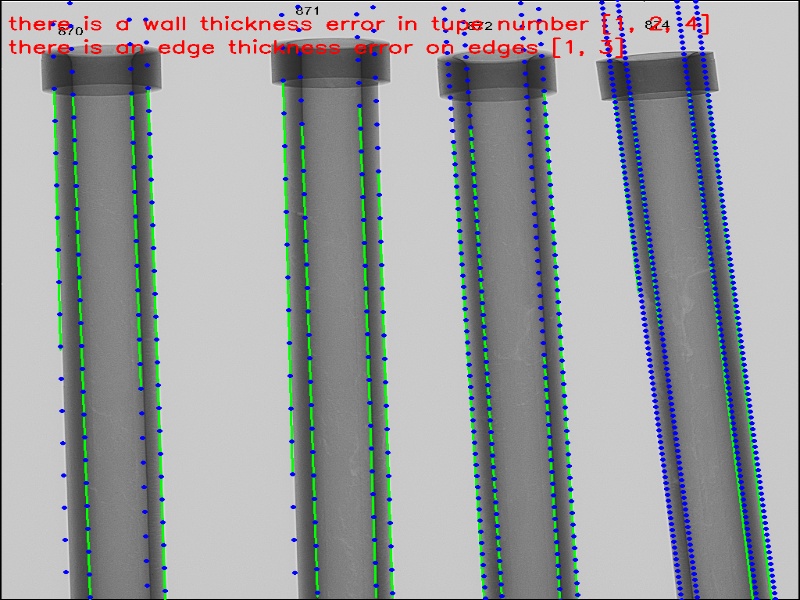 871
there is a wall thickness error in tupe number [1, 2, 4]
870
872
874
there is an edge thickness error on edges [1, 3]